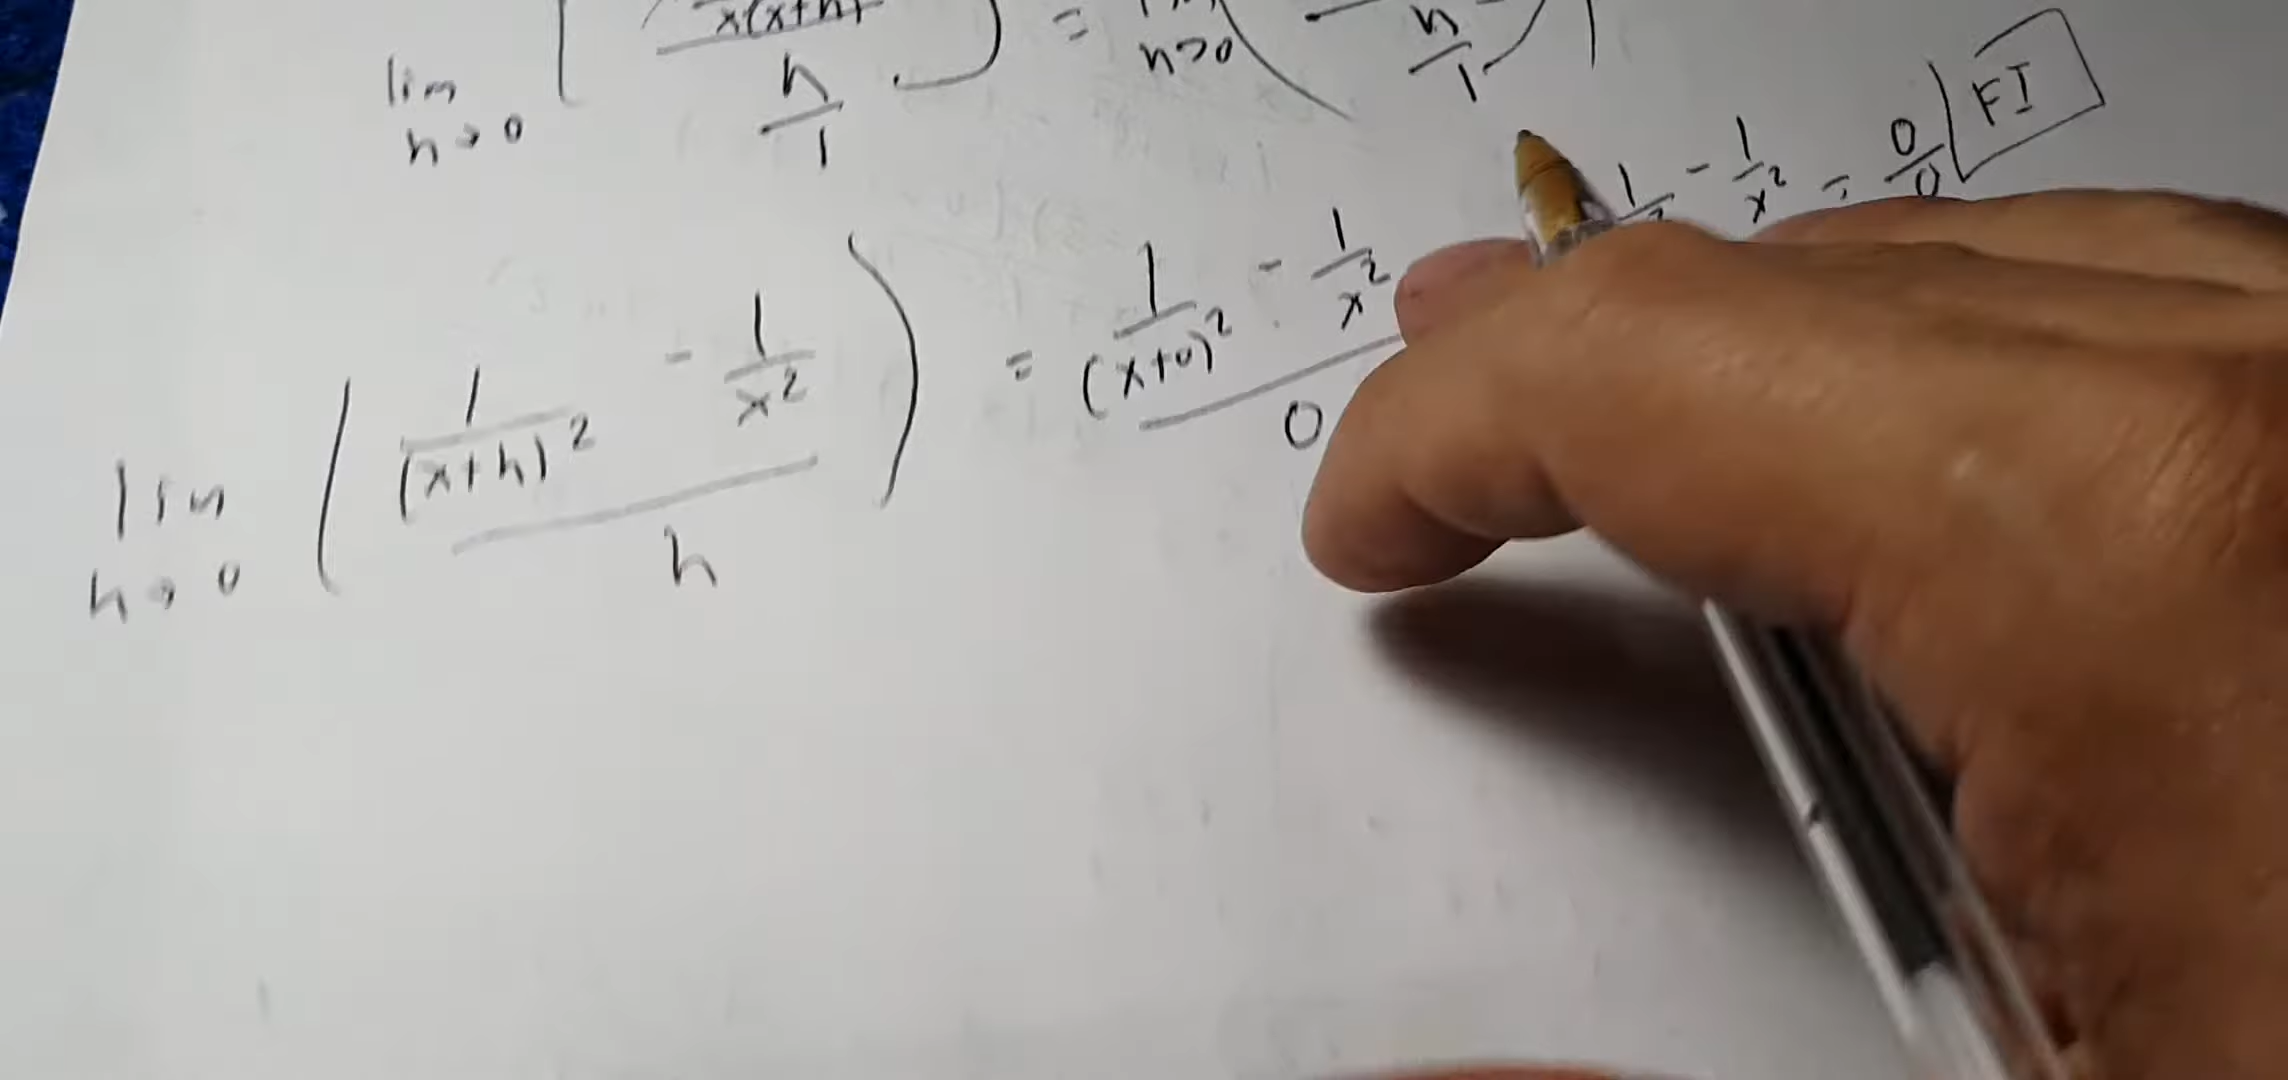 lim h→0 [ x(x+h) / (h/1) ) = lim h→0 ( h/1 )
lim h→0 ( (1/(x+h)² - 1/x²) / h ) = (1/(x+0)² - 1/x²) / 0
1 - 1/x² = 0/0 FI